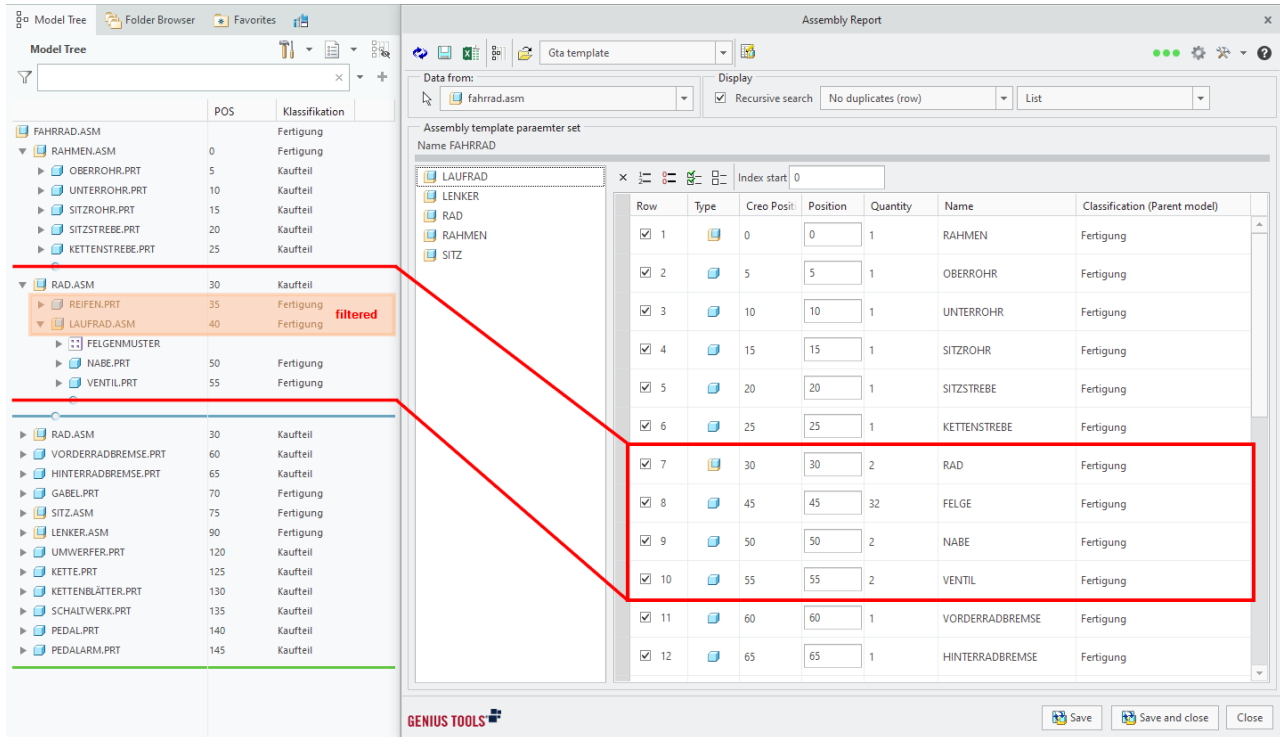 Model Tree Folder Browser Favorites
Model Tree
POS Klassifikation
FAHRRAD.ASM Fertigung
RAHMEN.ASM 0 Fertigung
OBERROHR.PRT 5 Kaufteil
UNTERROHR.PRT 10 Kaufteil
SITZROHR.PRT 15 Kaufteil
SITZSTREBE.PRT 20 Kaufteil
KETTENSTREBE.PRT 25 Kaufteil
RAD.ASM 30 Kaufteil
REIFEN.PRT 35 Fertigung
filtered
LAUFRAD.ASM 40 Fertigung
FELGENMUSTER
NABE.PRT 50 Fertigung
VENTIL.PRT 55 Fertigung
RAD.ASM 30 Kaufteil
VORDERRADBREMSE.PRT 60 Kaufteil
HINTERRADBREMSE.PRT 65 Kaufteil
GABEL.PRT 70 Fertigung
SITZ.ASM 75 Fertigung
LENKER.ASM 90 Fertigung
UMWERFER.PRT 120 Kaufteil
KETTE.PRT 125 Kaufteil
KETTENBLÄTTER.PRT 130 Kaufteil
SCHALTWERK.PRT 135 Kaufteil
PEDAL.PRT 140 Kaufteil
PEDALARM.PRT 145 Kaufteil
Assembly Report
Gta template
Data from:
fahrrad.asm
Display
Recursive search No duplicates (row) List
Assembly template paraemter set
Name FAHRRAD
LAUFRAD
LENKER
RAD
RAHMEN
SITZ
Index start 0
Row Type Creo Positi Position Quantity Name Classification (Parent model)
1 0 0 1 RAHMEN Fertigung
2 5 5 1 OBERROHR Fertigung
3 10 10 1 UNTERROHR Fertigung
4 15 15 1 SITZROHR Fertigung
5 20 20 1 SITZSTREBE Fertigung
6 25 25 1 KETTENSTREBE Fertigung
7 30 30 2 RAD Fertigung
8 45 45 32 FELGE Fertigung
9 50 50 2 NABE Fertigung
10 55 55 2 VENTIL Fertigung
11 60 60 1 VORDERRADBREMSE Fertigung
12 65 65 1 HINTERRADBREMSE Fertigung
GENIUS TOOLS
Save Save and close Close